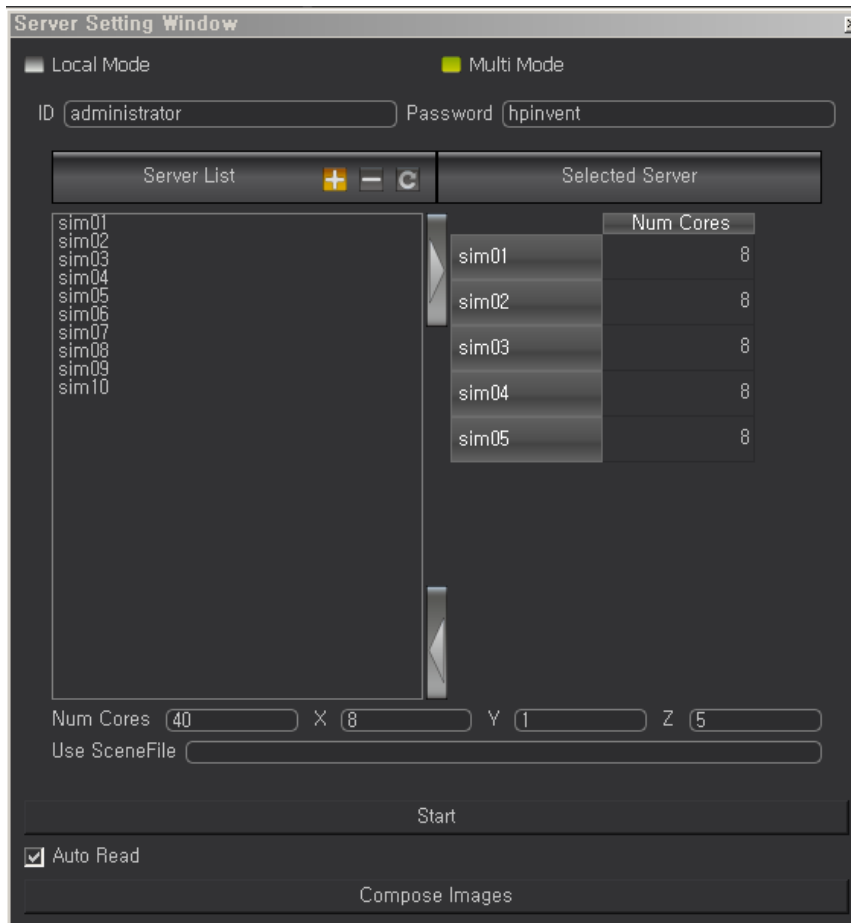 Server Setting Window
Local Mode
Multi Mode
ID administrator Password hpinvent
Server List
Selected Server
sim01
sim02
sim03
sim04
sim05
sim06
sim07
sim08
sim09
sim10
Num Cores
sim01 8
sim02 8
sim03 8
sim04 8
sim05 8
Num Cores 40 X 8 Y 1 Z 5
Use SceneFile
Start
Auto Read
Compose Images